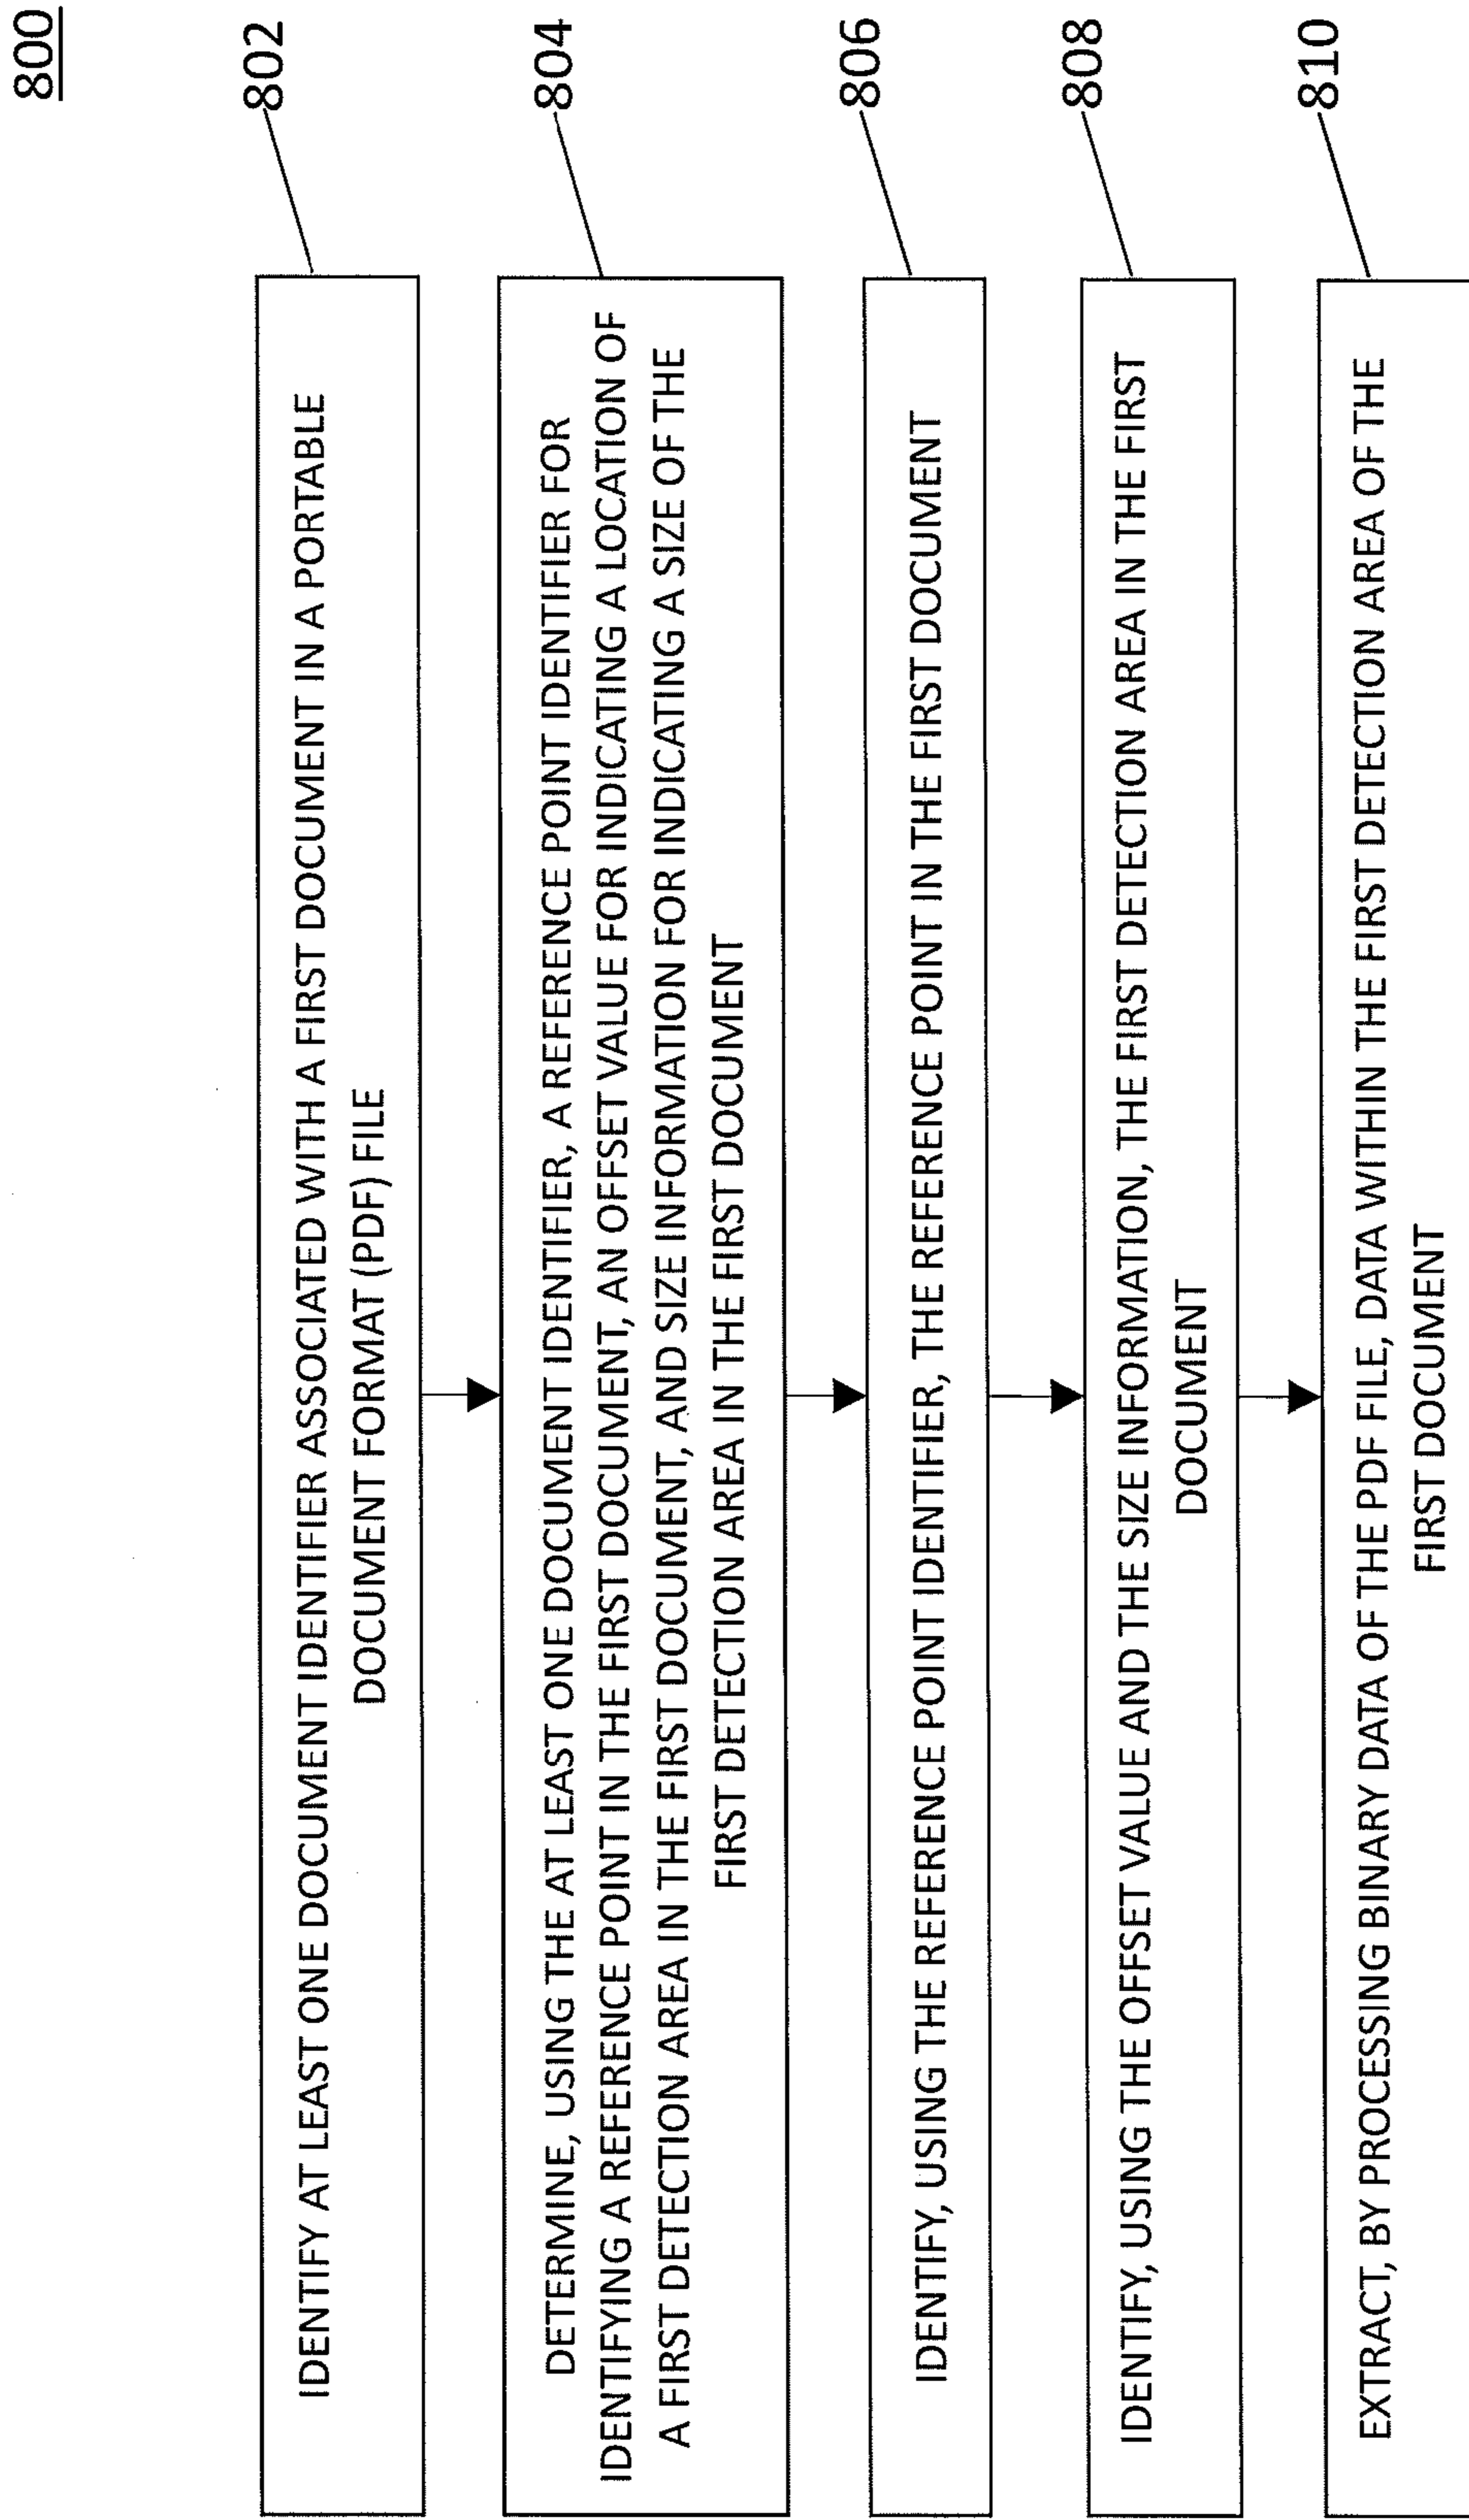 800
802
IDENTIFY AT LEAST ONE DOCUMENT IDENTIFIER ASSOCIATED WITH A FIRST DOCUMENT IN A PORTABLE
DOCUMENT FORMAT (PDF) FILE
804
DETERMINE, USING THE AT LEAST ONE DOCUMENT IDENTIFIER, A REFERENCE POINT IDENTIFIER FOR
IDENTIFYING A REFERENCE POINT IN THE FIRST DOCUMENT, AN OFFSET VALUE FOR INDICATING A LOCATION OF
A FIRST DETECTION AREA IN THE FIRST DOCUMENT, AND SIZE INFORMATION FOR INDICATING A SIZE OF THE
FIRST DETECTION AREA IN THE FIRST DOCUMENT
806
IDENTIFY, USING THE REFERENCE POINT IDENTIFIER, THE REFERENCE POINT IN THE FIRST DOCUMENT
808
IDENTIFY, USING THE OFFSET VALUE AND THE SIZE INFORMATION, THE FIRST DETECTION AREA IN THE FIRST
DOCUMENT
810
EXTRACT, BY PROCESSING BINARY DATA OF THE PDF FILE, DATA WITHIN THE FIRST DETECTION AREA OF THE
FIRST DOCUMENT